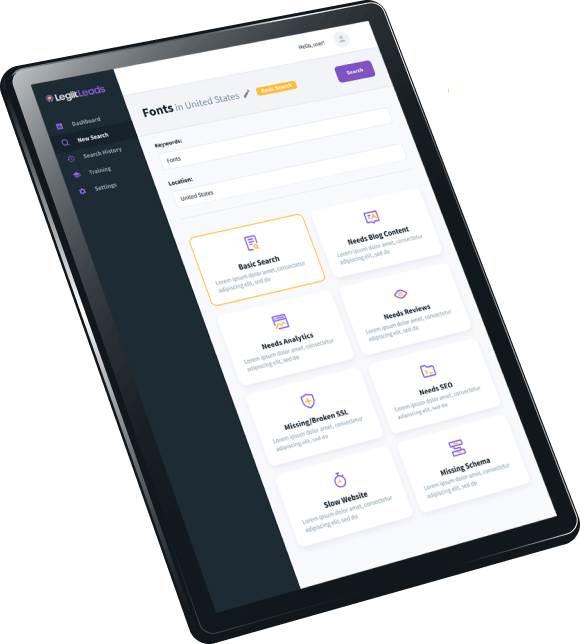 LegitLeads
Hello, user!
Dashboard
New Search
Search History
Training
Settings
Fonts in United States
Basic Search
Search
Keywords:
Fonts
Location:
United States
Basic Search
Lorem ipsum dolor amet, consectetur
adipiscing elit, sed do
Needs Blog Content
Lorem ipsum dolor amet, consectetur
adipiscing elit, sed do
Needs Analytics
Lorem ipsum dolor amet, consectetur
adipiscing elit, sed do
Needs Reviews
Lorem ipsum dolor amet, consectetur
adipiscing elit, sed do
Missing/Broken SSL
Lorem ipsum dolor amet, consectetur
adipiscing elit, sed do
Needs SEO
Lorem ipsum dolor amet, consectetur
adipiscing elit, sed do
Slow Website
Lorem ipsum dolor amet, consectetur
adipiscing elit, sed do
Missing Schema
Lorem ipsum dolor amet, consectetur
adipiscing elit, sed do